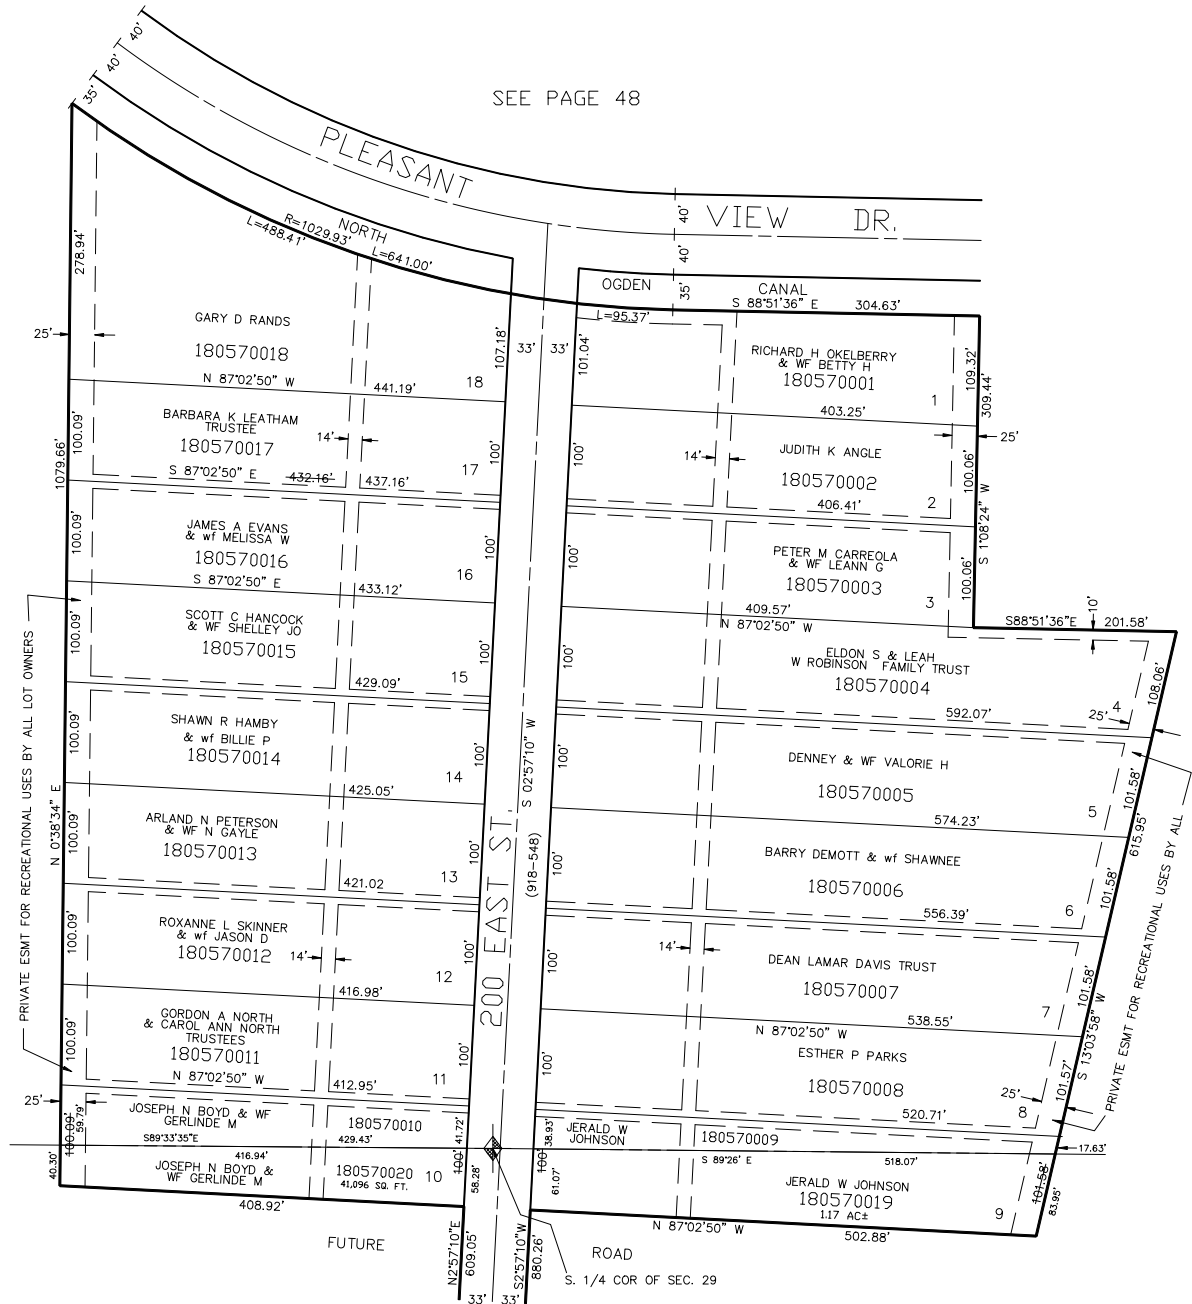 SEE PAGE 48
40'
40'
35'
PLEASANT
VIEW DR.
NORTH
R=1029.93'
L=488.41'
L=641.00'
40'
40'
35'
OGDEN
CANAL
S 88°51'36" E 304.63'
L=95.37'
278.94'
25'
GARY D RANDS
180570018
N 87°02'50" W
441.19'
18
107.18'
33' 33'
101.04'
RICHARD H OKELBERRY
& WF BETTY H
180570001
403.25'
1
109.32'
309.44'
25'
BARBARA K LEATHAM
TRUSTEE
180570017
S 87°02'50" E
432.16'
437.16'
14'
17
100.09'
1079.66'
100'
100'
14'
JUDITH K ANGLE
180570002
406.41'
2
100.06'
S 1°08'24" W
JAMES A EVANS
& wf MELISSA W
180570016
S 87°02'50" E
433.12'
16
100.09'
100'
100'
PETER M CARREOLA
& WF LEANN G
180570003
409.57'
N 87°02'50" W
3
100.06'
S88°51'36"E 201.58'
10'
SCOTT C HANCOCK
& WF SHELLEY JO
180570015
429.09'
15
100.09'
100'
100'
ELDON S & LEAH
W ROBINSON FAMILY TRUST
180570004
592.07'
25'
4
108.06'
PRIVATE ESMT FOR RECREATIONAL USES BY ALL LOT OWNERS
SHAWN R HAMBY
& wf BILLIE P
180570014
425.05'
14
100.09'
100'
100'
S 02°57'10" W
DENNEY & WF VALORIE H
180570005
574.23'
5
101.58'
615.95'
N 0°38'34" E
ARLAND N PETERSON
& WF N GAYLE
180570013
421.02
13
100.09'
100'
100'
200 EAST ST.
(918-548)
BARRY DEMOTT & wf SHAWNEE
180570006
556.39'
6
101.58'
PRIVATE ESMT FOR RECREATIONAL USES BY ALL
ROXANNE L SKINNER
& wf JASON D
180570012
14'
416.98'
12
100.09'
100'
100'
14'
DEAN LAMAR DAVIS TRUST
180570007
538.55'
N 87°02'50" W
7
101.58'
S 13°03'58" W
GORDON A NORTH
& CAROL ANN NORTH
TRUSTEES
180570011
N 87°02'50" W
412.95'
11
100.09'
100'
100'
ESTHER P PARKS
180570008
520.71'
25'
8
101.57'
25'
JOSEPH N BOYD & WF
GERLINDE M
180570010
S89°33'35"E
429.43'
100.09'
59.79'
41.72'
38.93'
JERALD W
JOHNSON
180570009
S 89°26' E
518.07'
17.63'
416.94'
JOSEPH N BOYD &
WF GERLINDE M
180570020
41,096 SQ. FT.
10
40.30'
100'
58.28'
100'
61.07'
JERALD W JOHNSON
180570019
1.17 AC±
9
101.58'
83.95'
408.92'
N 87°02'50" W
502.88'
FUTURE
ROAD
N2°57'10"E
609.05'
S2°57'10"W
880.26'
S. 1/4 COR OF SEC. 29
33' 33'